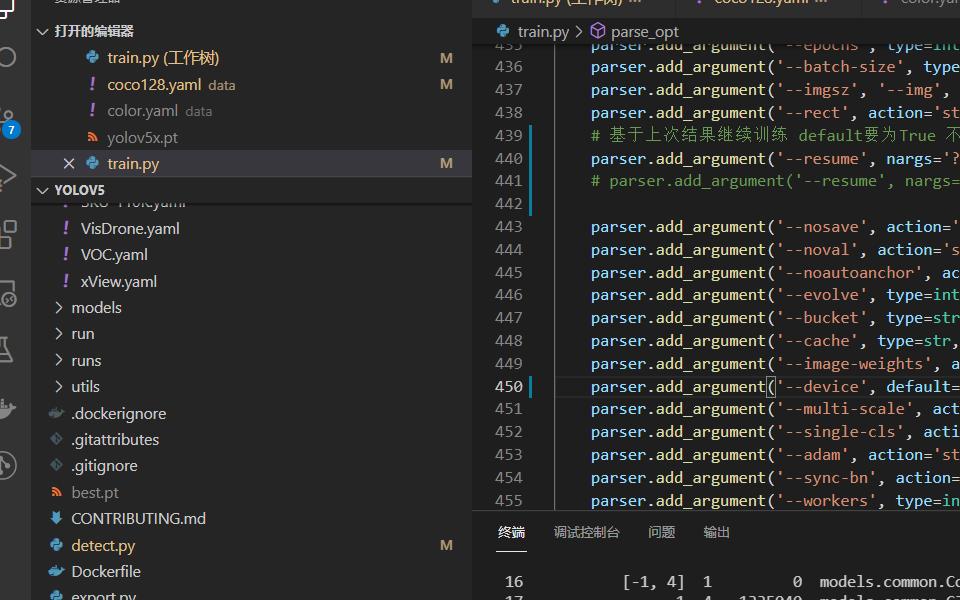 资源管理器
打开的编辑器
train.py (工作树) M
coco128.yaml data M
color.yaml data
yolov5x.pt
train.py M
YOLOV5
SKU-110K.yaml
VisDrone.yaml
VOC.yaml
xView.yaml
models
run
runs
utils
.dockerignore
.gitattributes
.gitignore
best.pt
CONTRIBUTING.md
detect.py M
Dockerfile
export.py
7
train.py (工作树)
coco128.yaml
color.yaml
train.py > parse_opt
435 parser.add_argument('--epochs', type=int
436 parser.add_argument('--batch-size', type
437 parser.add_argument('--imgsz', '--img',
438 parser.add_argument('--rect', action='st
439 # 基于上次结果继续训练 default要为True 不
440 parser.add_argument('--resume', nargs='?
441 # parser.add_argument('--resume', nargs=
442
443 parser.add_argument('--nosave', action='
444 parser.add_argument('--noval', action='s
445 parser.add_argument('--noautoanchor', ac
446 parser.add_argument('--evolve', type=int
447 parser.add_argument('--bucket', type=str
448 parser.add_argument('--cache', type=str,
449 parser.add_argument('--image-weights', a
450 parser.add_argument('--device', default=
451 parser.add_argument('--multi-scale', act
452 parser.add_argument('--single-cls', acti
453 parser.add_argument('--adam', action='st
454 parser.add_argument('--sync-bn', action=
455 parser.add_argument('--workers', type=in
终端 调试控制台 问题 输出
16 [-1, 4] 1 0 models.common.Co